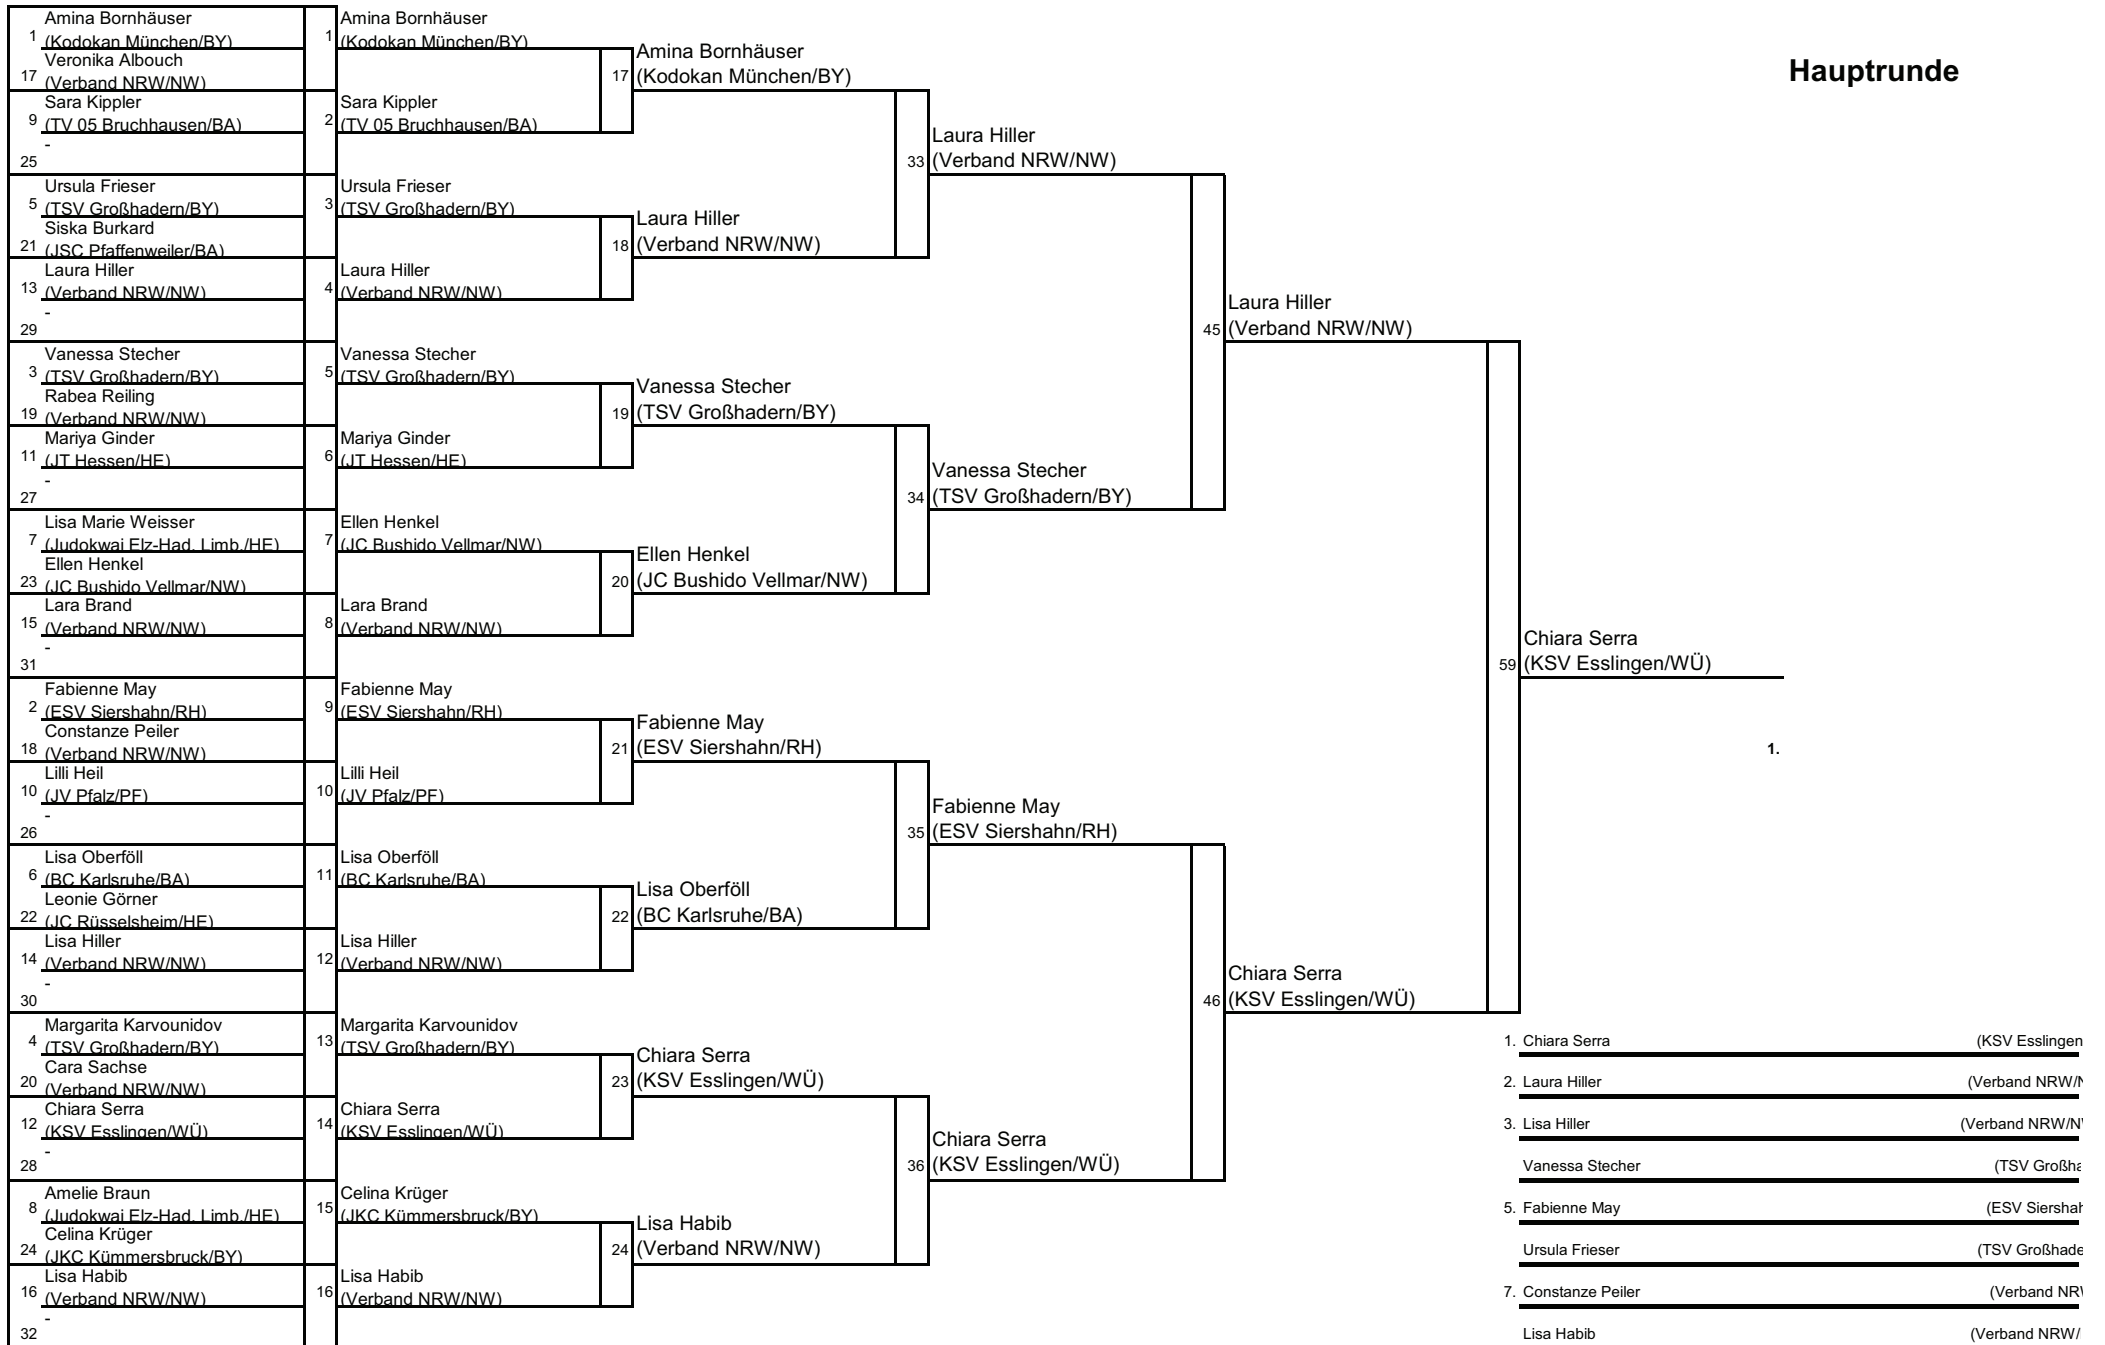 Hauptrunde
1 Amina Bornhäuser
(Kodokan München/BY)
17 Veronika Albouch
(Verband NRW/NW)
9 Sara Kippler
(TV 05 Bruchhausen/BA)
25 -
5 Ursula Frieser
(TSV Großhadern/BY)
21 Siska Burkard
(JSC Pfaffenweiler/BA)
13 Laura Hiller
(Verband NRW/NW)
29 -
3 Vanessa Stecher
(TSV Großhadern/BY)
19 Rabea Reiling
(Verband NRW/NW)
11 Mariya Ginder
(JT Hessen/HE)
27 -
7 Lisa Marie Weisser
(Judokwai Elz-Had. Limb./HE)
23 Ellen Henkel
(JC Bushido Vellmar/NW)
15 Lara Brand
(Verband NRW/NW)
31 -
2 Fabienne May
(ESV Siershahn/RH)
18 Constanze Peiler
(Verband NRW/NW)
10 Lilli Heil
(JV Pfalz/PF)
26 -
6 Lisa Oberföll
(BC Karlsruhe/BA)
22 Leonie Görner
(JC Rüsselsheim/HE)
14 Lisa Hiller
(Verband NRW/NW)
30 -
4 Margarita Karvounidov
(TSV Großhadern/BY)
20 Cara Sachse
(Verband NRW/NW)
12 Chiara Serra
(KSV Esslingen/WÜ)
28 -
8 Amelie Braun
(Judokwai Elz-Had. Limb./HE)
24 Celina Krüger
(JKC Kümmersbruck/BY)
16 Lisa Habib
(Verband NRW/NW)
32 -
1 Amina Bornhäuser
(Kodokan München/BY)
2 Sara Kippler
(TV 05 Bruchhausen/BA)
3 Ursula Frieser
(TSV Großhadern/BY)
4 Laura Hiller
(Verband NRW/NW)
5 Vanessa Stecher
(TSV Großhadern/BY)
6 Mariya Ginder
(JT Hessen/HE)
7 Ellen Henkel
(JC Bushido Vellmar/NW)
8 Lara Brand
(Verband NRW/NW)
9 Fabienne May
(ESV Siershahn/RH)
10 Lilli Heil
(JV Pfalz/PF)
11 Lisa Oberföll
(BC Karlsruhe/BA)
12 Lisa Hiller
(Verband NRW/NW)
13 Margarita Karvounidov
(TSV Großhadern/BY)
14 Chiara Serra
(KSV Esslingen/WÜ)
15 Celina Krüger
(JKC Kümmersbruck/BY)
16 Lisa Habib
(Verband NRW/NW)
17 Amina Bornhäuser
(Kodokan München/BY)
18 Laura Hiller
(Verband NRW/NW)
19 Vanessa Stecher
(TSV Großhadern/BY)
20 Ellen Henkel
(JC Bushido Vellmar/NW)
21 Fabienne May
(ESV Siershahn/RH)
22 Lisa Oberföll
(BC Karlsruhe/BA)
23 Chiara Serra
(KSV Esslingen/WÜ)
24 Lisa Habib
(Verband NRW/NW)
33 Laura Hiller
(Verband NRW/NW)
34 Vanessa Stecher
(TSV Großhadern/BY)
35 Fabienne May
(ESV Siershahn/RH)
36 Chiara Serra
(KSV Esslingen/WÜ)
45 Laura Hiller
(Verband NRW/NW)
46 Chiara Serra
(KSV Esslingen/WÜ)
59 Chiara Serra
(KSV Esslingen/WÜ)
1.
1. Chiara Serra (KSV Esslingen
2. Laura Hiller (Verband NRW/N
3. Lisa Hiller (Verband NRW/N
Vanessa Stecher (TSV Großha
5. Fabienne May (ESV Siershah
Ursula Frieser (TSV Großhade
7. Constanze Peiler (Verband NR
Lisa Habib (Verband NRW/